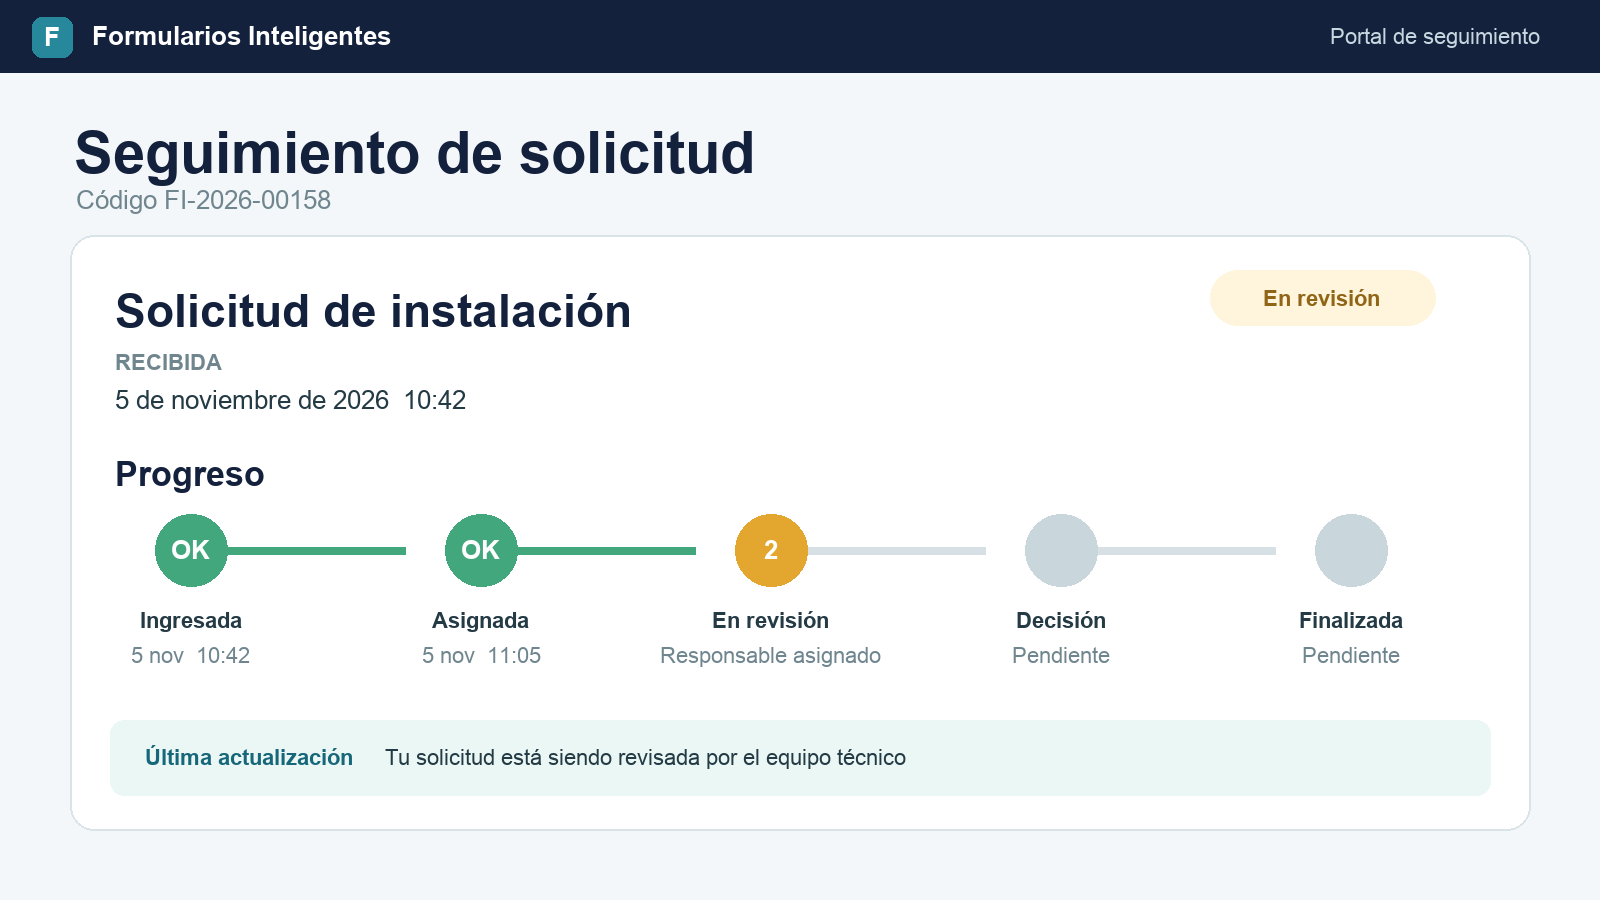 F Formularios Inteligentes Portal de seguimiento
Seguimiento de solicitud
Código FI-2026-00158
Solicitud de instalación En revisión
RECIBIDA
5 de noviembre de 2026 10:42
Progreso
OK OK 2
Ingresada Asignada En revisión Decisión Finalizada
5 nov 10:42 5 nov 11:05 Responsable asignado Pendiente Pendiente
Última actualización Tu solicitud está siendo revisada por el equipo técnico